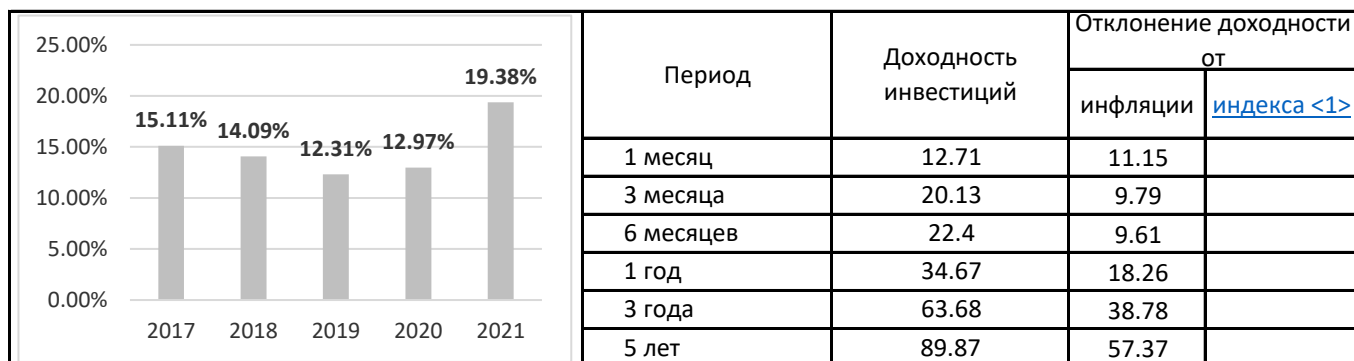 25.00%
20.00%
15.00%
10.00%
5.00%
0.00%
15.11%
14.09%
12.31%
12.97%
19.38%
2017 2018 2019 2020 2021
Период
Доходность
инвестиций
Отклонение доходности
от
инфляции индекса <1>
1 месяц 12.71 11.15
3 месяца 20.13 9.79
6 месяцев 22.4 9.61
1 год 34.67 18.26
3 года 63.68 38.78
5 лет 89.87 57.37